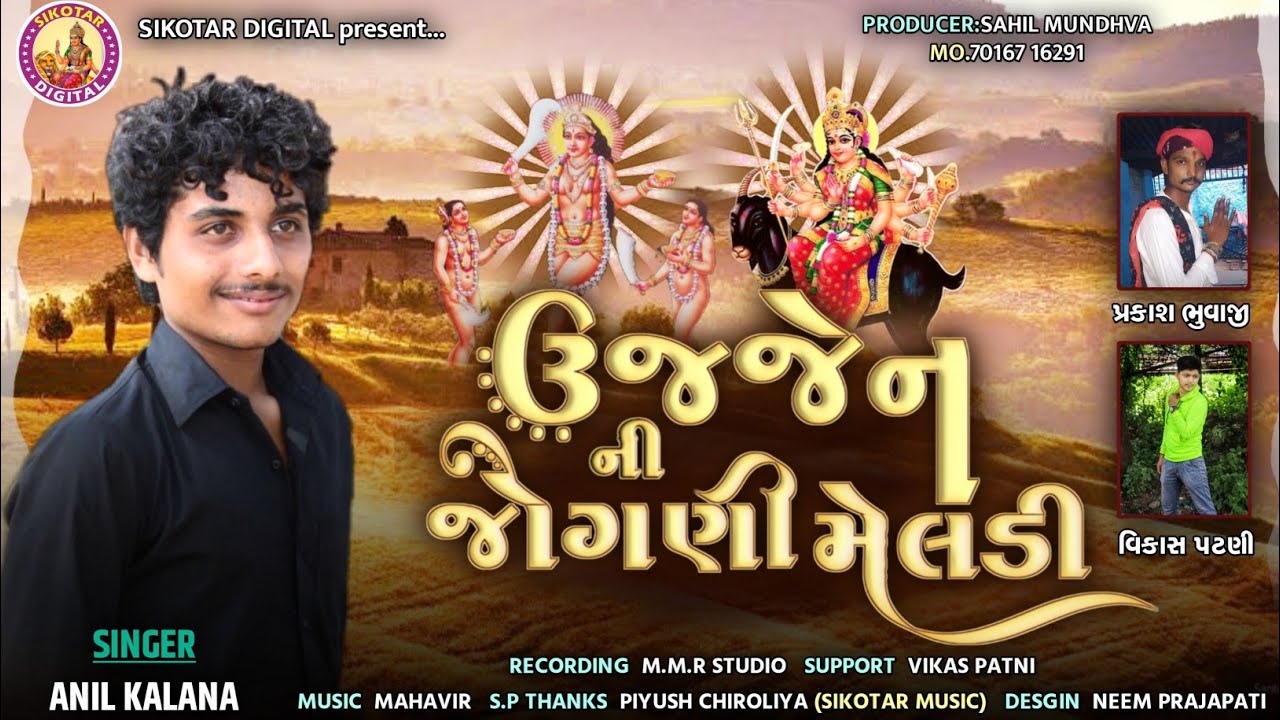 SIKOTAR
DIGITAL
SIKOTAR DIGITAL present...
PRODUCER:SAHIL MUNDHVA
MO.70167 16291
પ્રકાશ ભુવાજી
ઉજજેન
ની
જોગણી મેલડી
વિકાસ પટણી
SINGER
ANIL KALANA
RECORDING M.M.R STUDIO SUPPORT VIKAS PATNI
MUSIC MAHAVIR S.P THANKS PIYUSH CHIROLIYA (SIKOTAR MUSIC) DESGIN NEEM PRAJAPATI